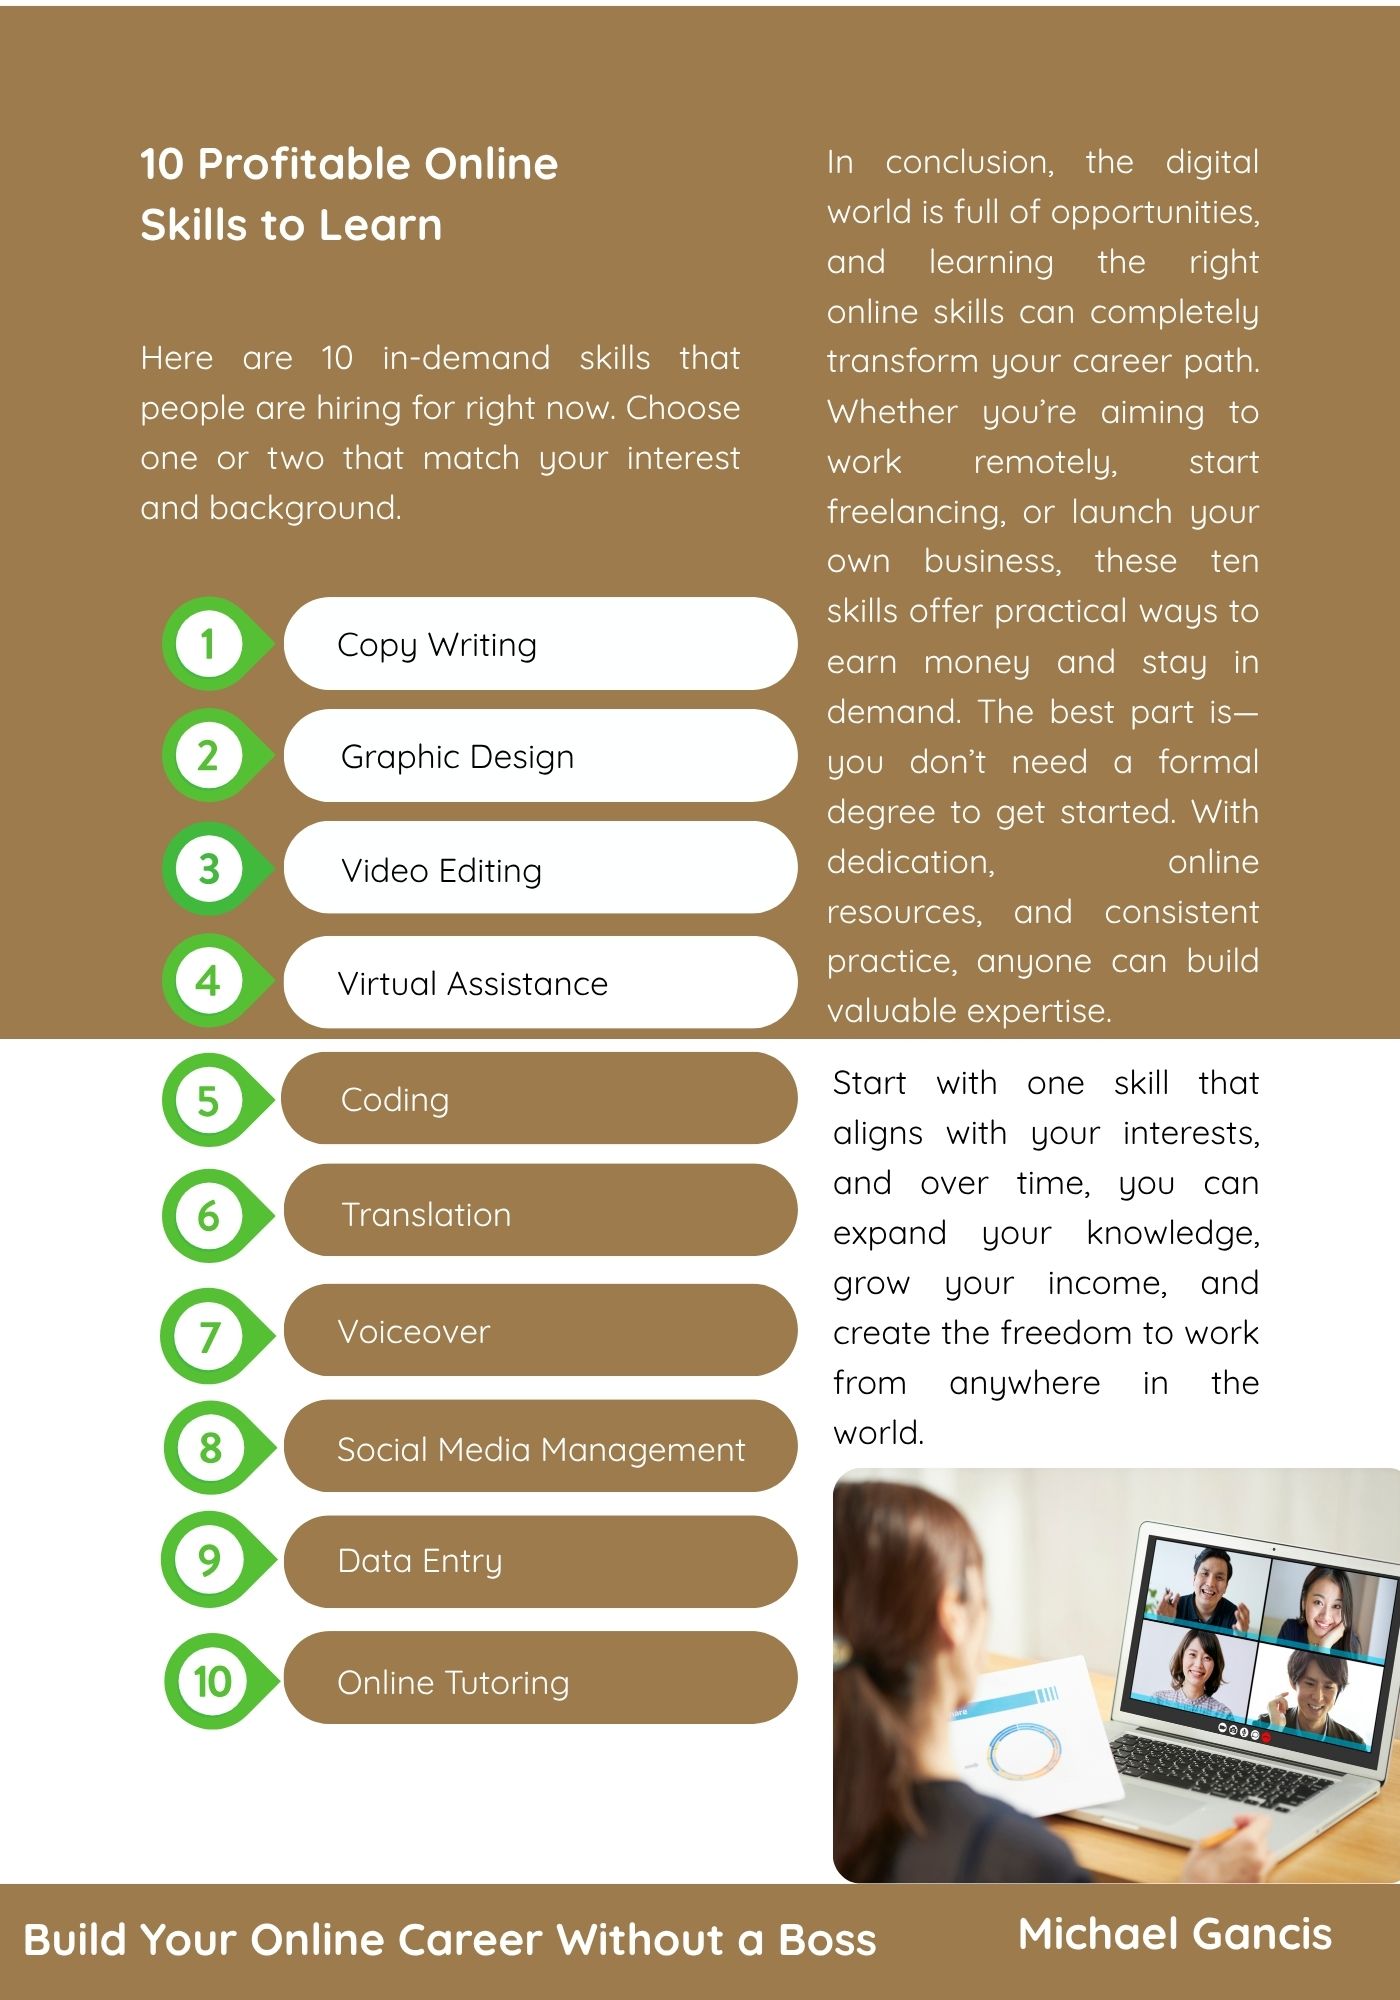 10 Profitable Online
Skills to Learn
Here are 10 in-demand skills that
people are hiring for right now. Choose
one or two that match your interest
and background.
1 Copy Writing
2 Graphic Design
3 Video Editing
4 Virtual Assistance
5 Coding
6 Translation
7 Voiceover
8 Social Media Management
9 Data Entry
10 Online Tutoring
In conclusion, the digital
world is full of opportunities,
and learning the right
online skills can completely
transform your career path.
Whether you’re aiming to
work remotely, start
freelancing, or launch your
own business, these ten
skills offer practical ways to
earn money and stay in
demand. The best part is—
you don’t need a formal
degree to get started. With
dedication, online
resources, and consistent
practice, anyone can build
valuable expertise.
Start with one skill that
aligns with your interests,
and over time, you can
expand your knowledge,
grow your income, and
create the freedom to work
from anywhere in the
world.
Build Your Online Career Without a Boss
Michael Gancis